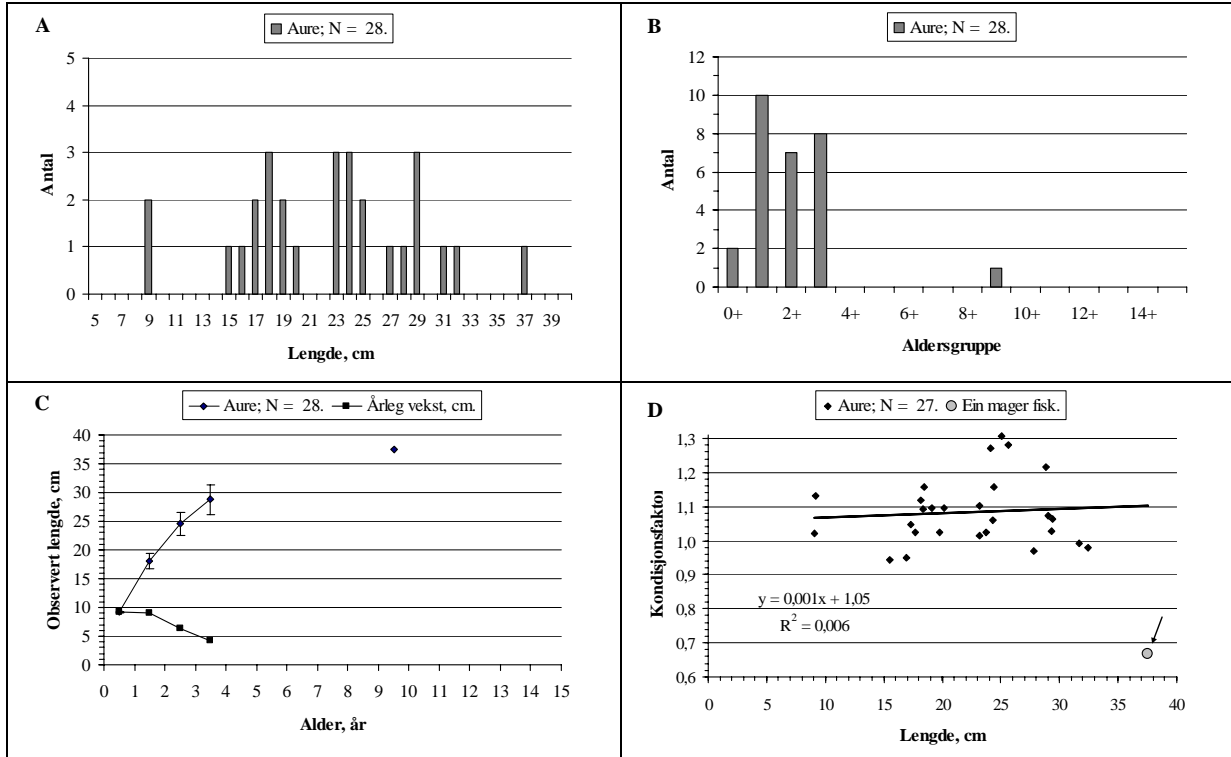 A
Aure; N = 28.
5
4
3
2
1
0
Antal
5 7 9 11 13 15 17 19 21 23 25 27 29 31 33 35 37 39
Lengde, cm
B
Aure; N = 28.
12
10
8
6
4
2
0
Antal
0+ 2+ 4+ 6+ 8+ 10+ 12+ 14+
Aldersgruppe
C
Aure; N = 28. Årleg vekst, cm.
40
35
30
25
20
15
10
5
0
Observert lengde, cm
0 1 2 3 4 5 6 7 8 9 10 11 12 13 14 15
Alder, år
D
Aure; N = 27. Ein mager fisk.
1,3
1,2
1,1
1,0
0,9
0,8
0,7
0,6
Kondisjonsfaktor
y = 0,001x + 1,05
R² = 0,006
0 10 15 20 25 30 35 40
Lengde, cm